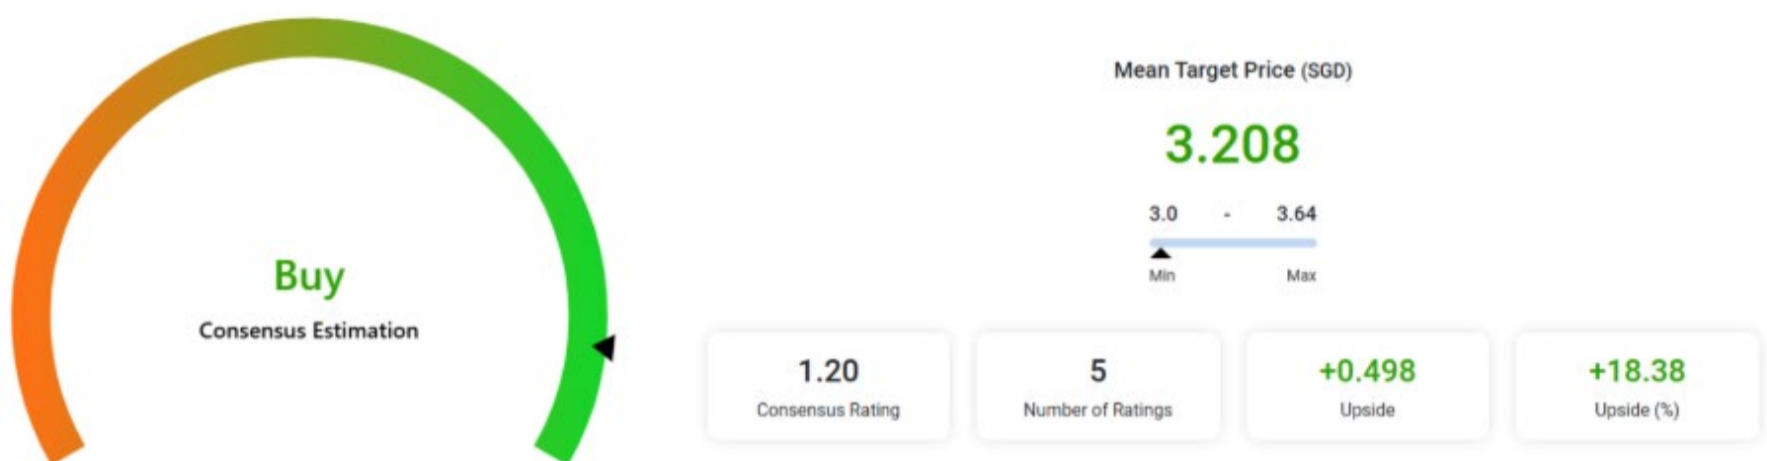 Buy
Consensus Estimation
Mean Target Price (SGD)
3.208
3.0 - 3.64
Min Max
1.20
Consensus Rating
5
Number of Ratings
+0.498
Upside
+18.38
Upside (%)